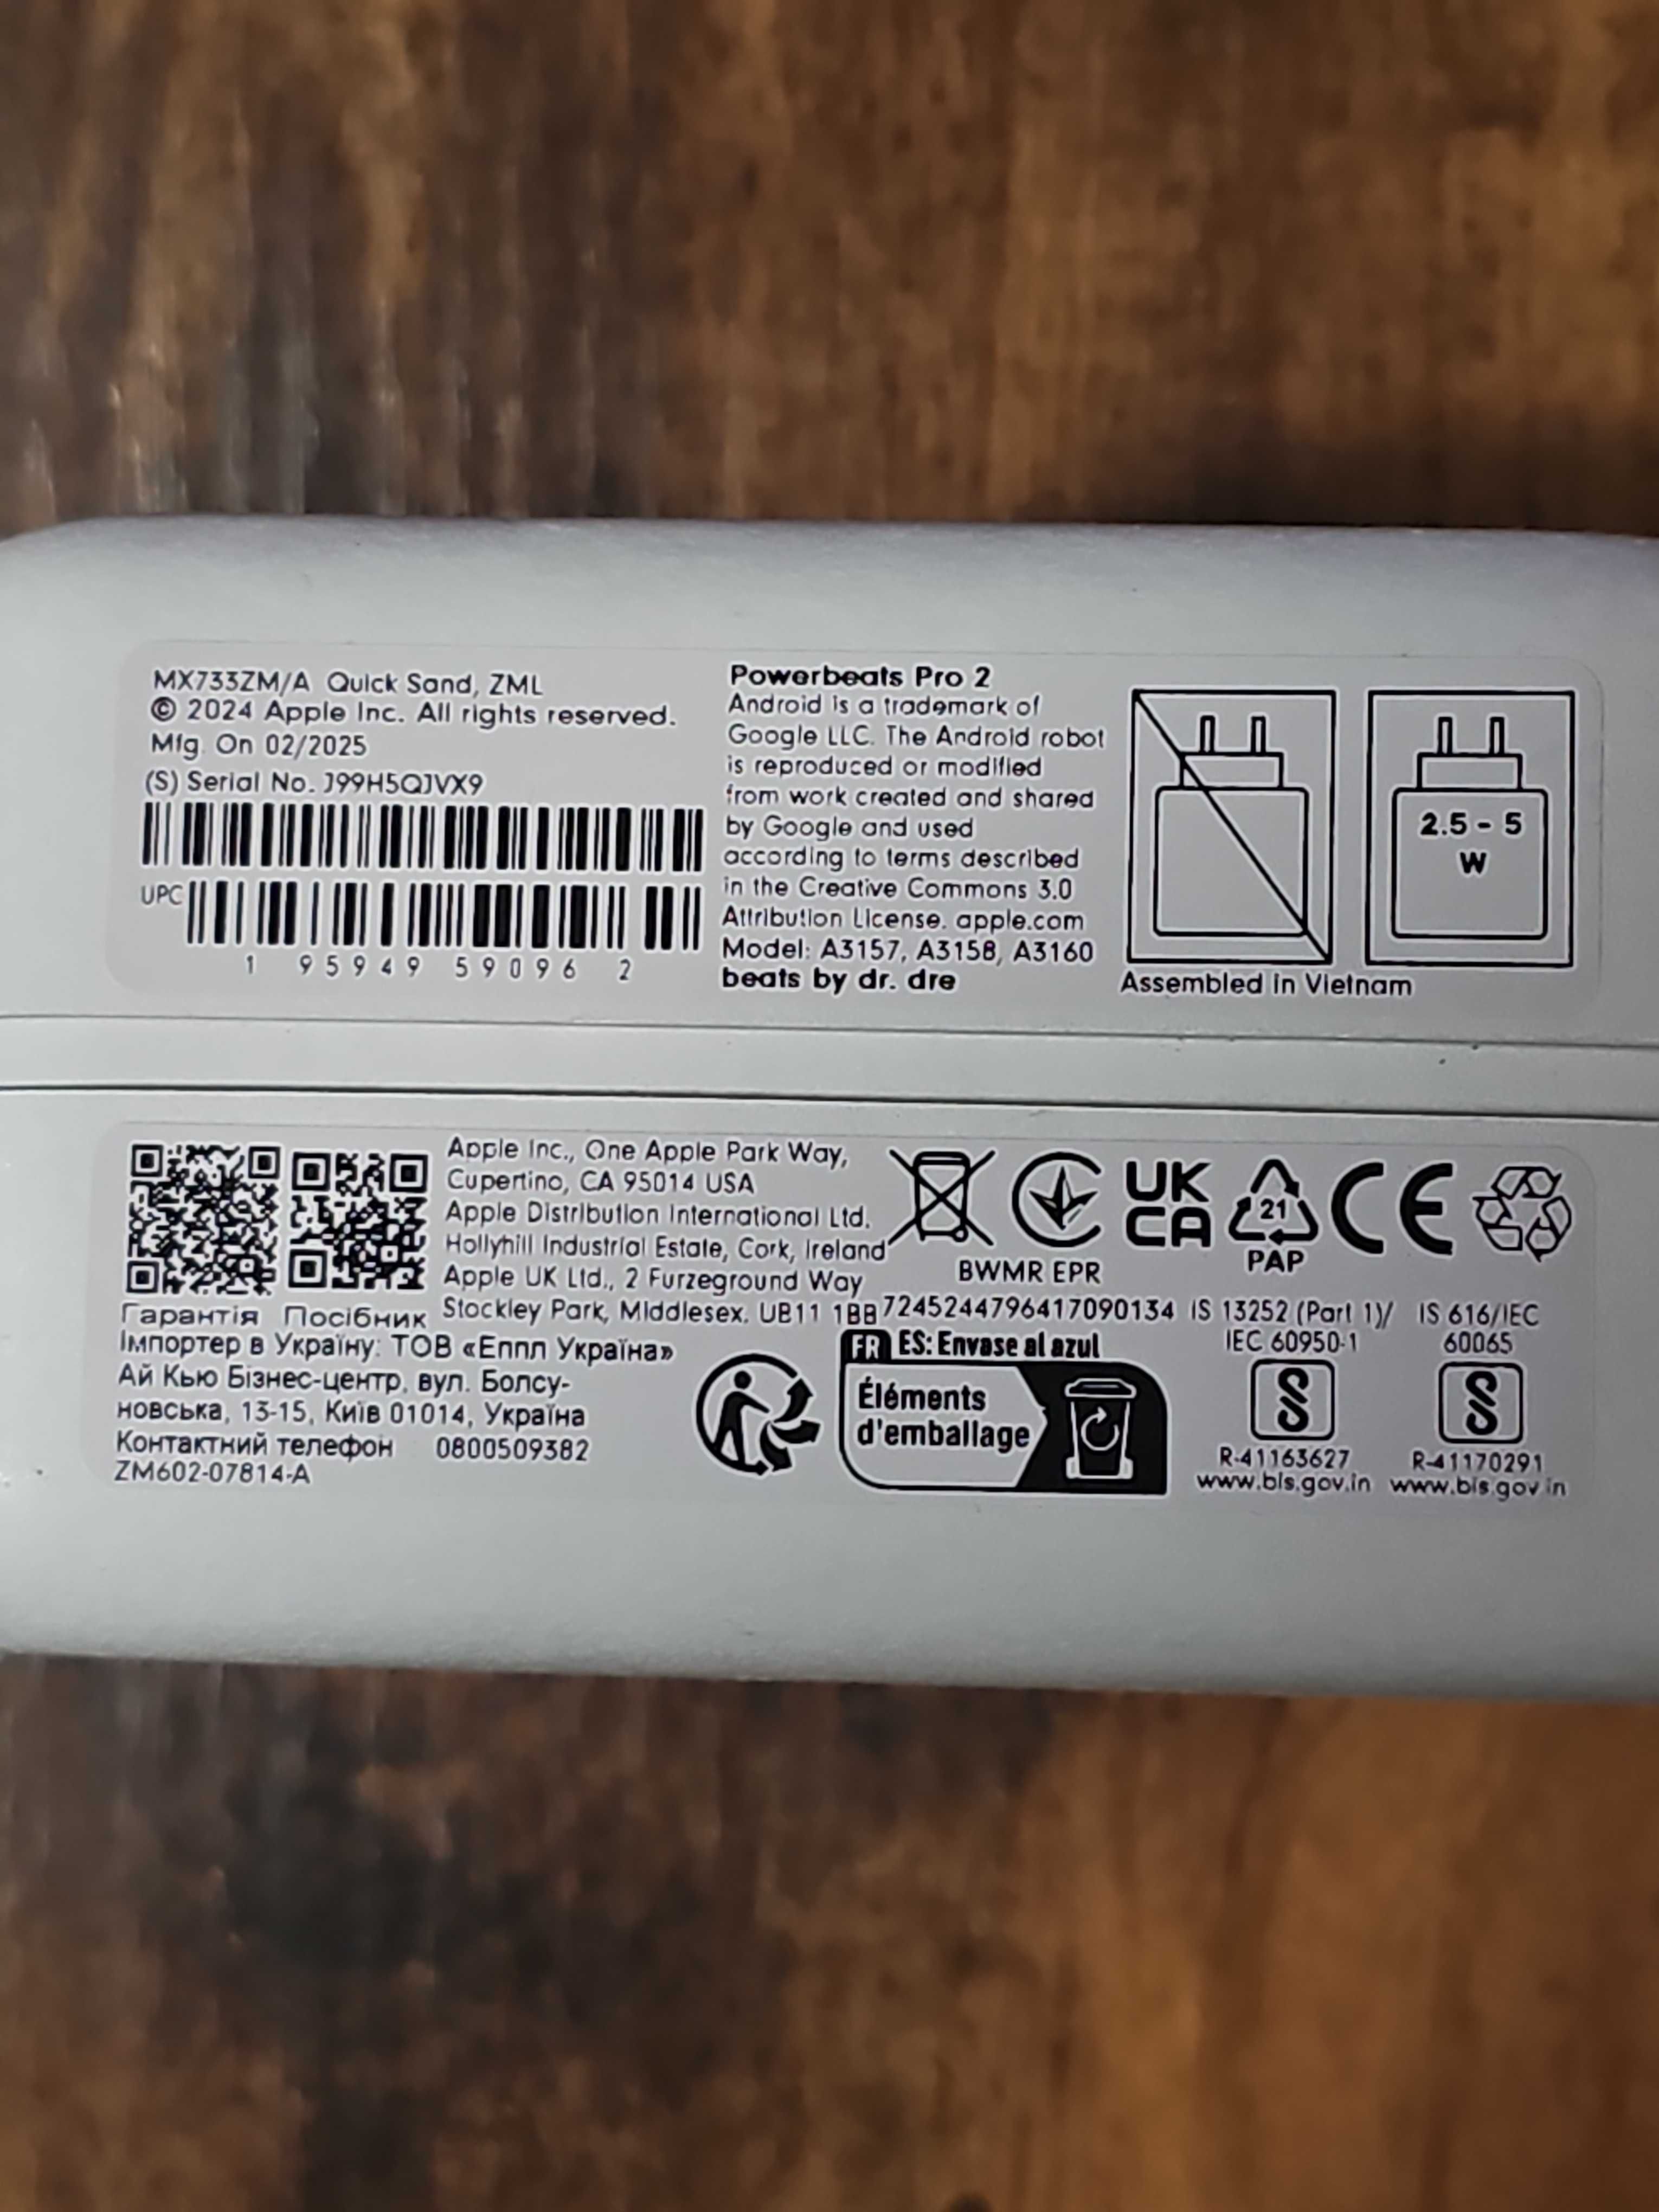 MX733ZM/A Quick Sand, ZML
© 2024 Apple Inc. All rights reserved.
Mfg. On 02/2025
(S) Serial No. J99H5QJVX9
UPC
1 95949 59096 2
Powerbeats Pro 2
Android is a trademark of
Google LLC. The Android robot
is reproduced or modified
from work created and shared
by Google and used
according to terms described
in the Creative Commons 3.0
Attribution License. apple.com
Model: A3157, A3158, A3160
beats by dr. dre
2.5 - 5
W
Assembled in Vietnam
Гарантія Посібник
Apple Inc., One Apple Park Way,
Cupertino, CA 95014 USA
Apple Distribution International Ltd.
Hollyhill Industrial Estate, Cork, Ireland
Apple UK Ltd., 2 Furzeground Way
Stockley Park, Middlesex. UB11 1BB
Імпортер в Україну: ТОВ «Еппл Україна»
Ай Кью Бізнес-центр, вул. Болсу-
новська, 13-15, Київ 01014, Україна
Контактний телефон 0800509382
ZM602-07814-A
BWMR EPR
7245244796417090134
UK
CA
21
PAP
CE
FR
ES: Envase al azul
Éléments
d'emballage
IS 13252 (Part 1)/
IEC 60950-1
R-41163627
www.bis.gov.in
IS 616/IEC
60065
R-41170291
www.bis.gov.in